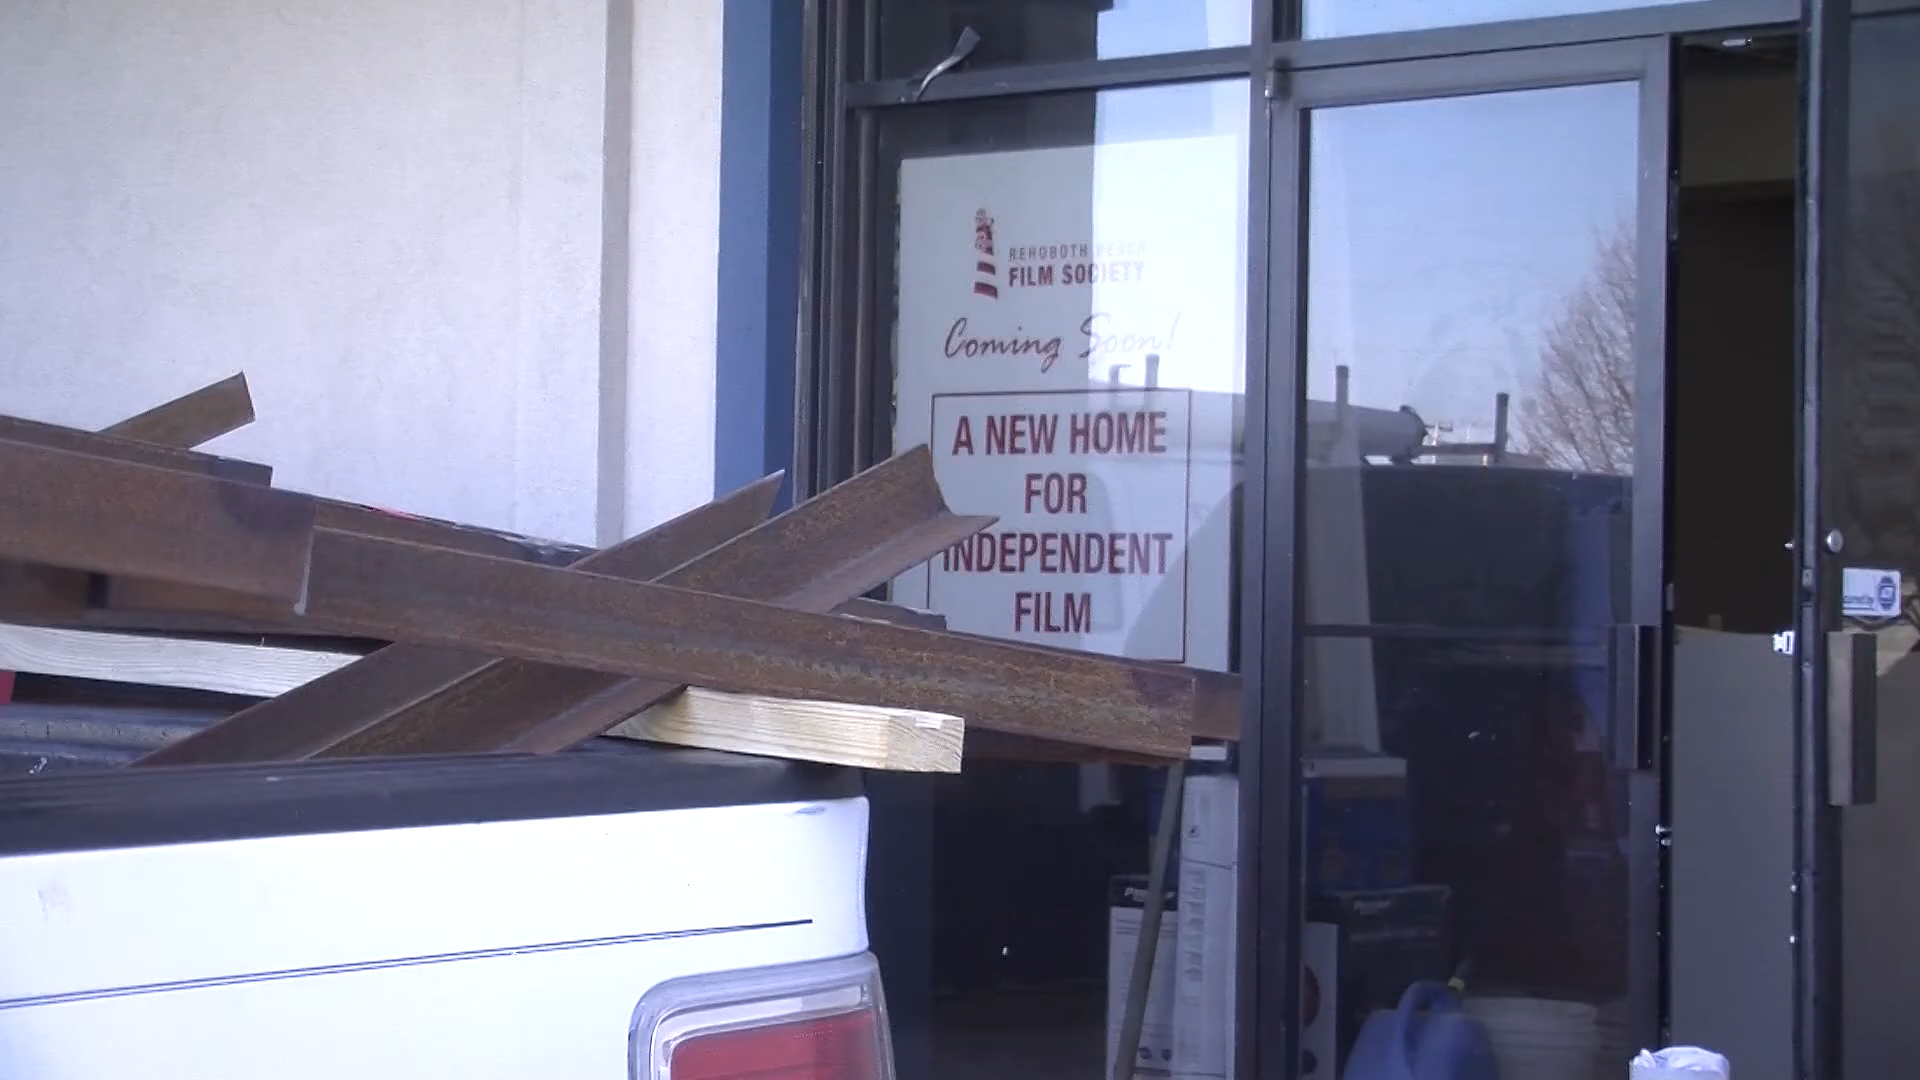 REHOBOTH BEACH
FILM SOCIETY
Coming Soon!
A NEW HOME
FOR
INDEPENDENT
FILM